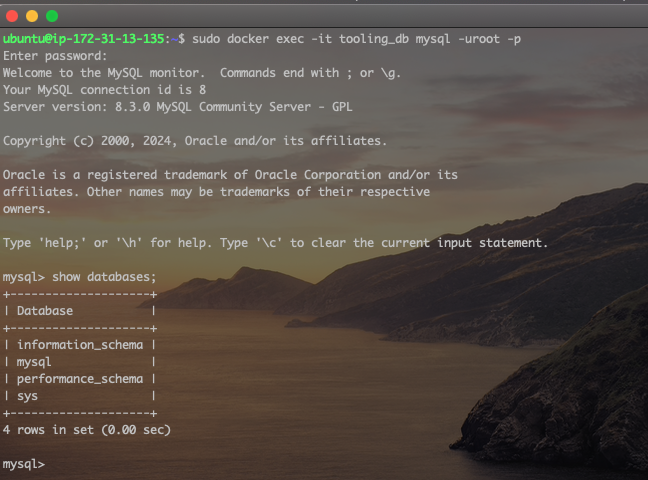 ubuntu@ip-172-31-13-135:~$ sudo docker exec -it tooling_db mysql -uroot -p
Enter password:
Welcome to the MySQL monitor.  Commands end with ; or \g.
Your MySQL connection id is 8
Server version: 8.3.0 MySQL Community Server - GPL

Copyright (c) 2000, 2024, Oracle and/or its affiliates.

Oracle is a registered trademark of Oracle Corporation and/or its
affiliates. Other names may be trademarks of their respective
owners.

Type 'help;' or '\h' for help. Type '\c' to clear the current input statement.

mysql> show databases;
+--------------------+
| Database           |
+--------------------+
| information_schema |
| mysql              |
| performance_schema |
| sys                |
+--------------------+
4 rows in set (0.00 sec)

mysql>